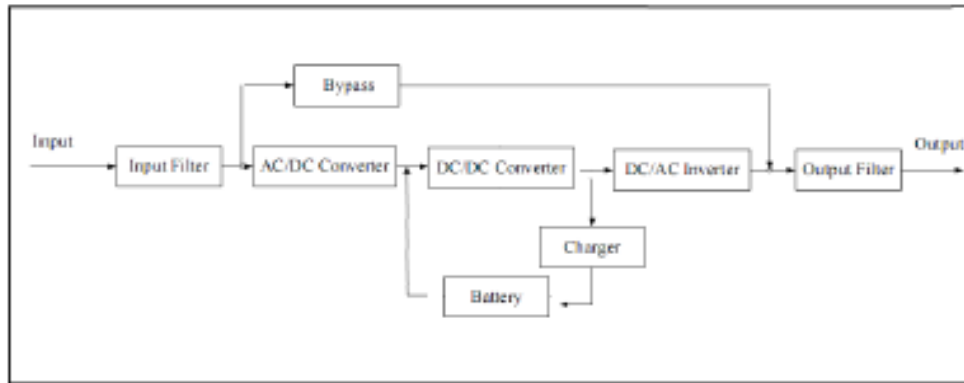 Bypass
Input
Output
Input Filter
AC/DC Converter
DC/DC Converter
DC/AC Inverter
Output Filter
Charger
Battery